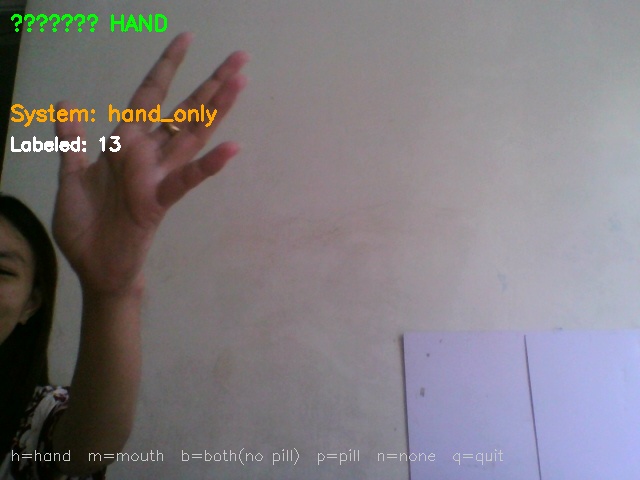 ??????? HAND
System: hand_only
Labeled: 13
h=hand m=mouth b=both(no pill) p=pill n=none q=quit